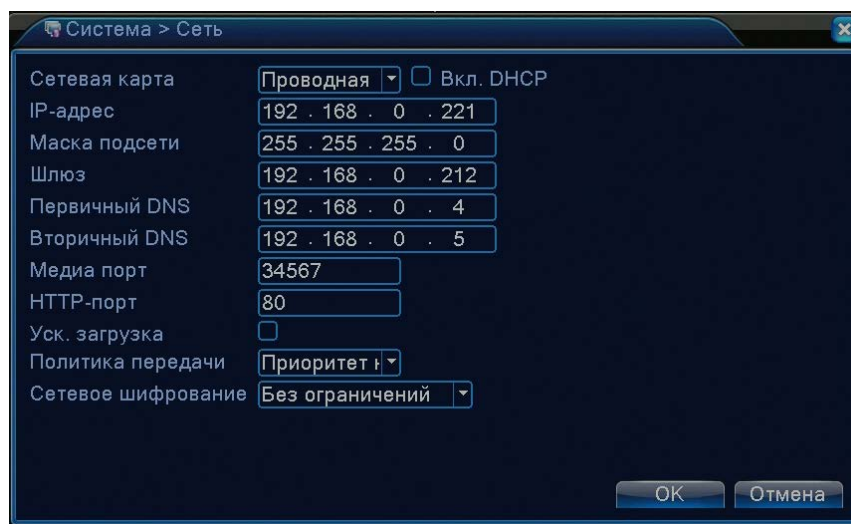 Система > Сеть
Сетевая карта Проводная Вкл. DHCP
IP-адрес 192 . 168 . 0 . 221
Маска подсети 255 . 255 . 255 . 0
Шлюз 192 . 168 . 0 . 212
Первичный DNS 192 . 168 . 0 . 4
Вторичный DNS 192 . 168 . 0 . 5
Медиа порт 34567
HTTP-порт 80
Уск. загрузка
Политика передачи Приоритет
Сетевое шифрование Без ограничений
OK Отмена